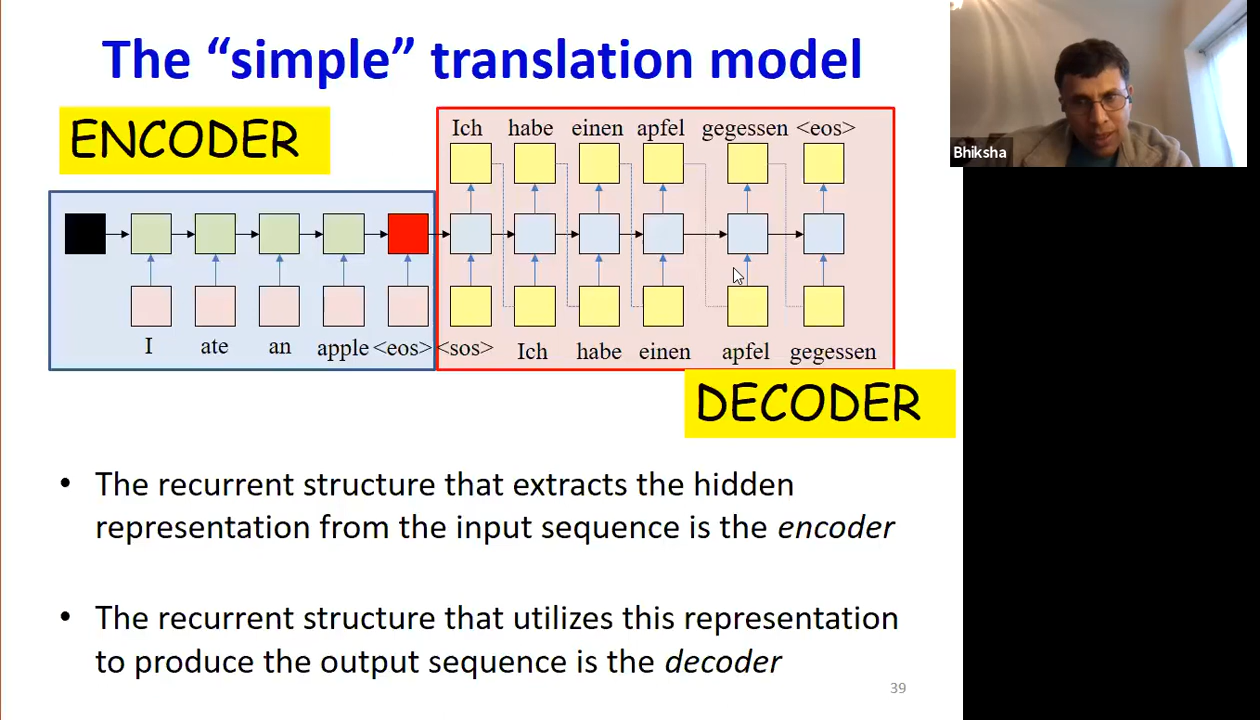 The “simple” translation model
ENCODER
Ich habe einen apfel gegessen <eos>
I ate an apple <eos> <sos> Ich habe einen apfel gegessen
DECODER
• The recurrent structure that extracts the hidden
representation from the input sequence is the encoder
• The recurrent structure that utilizes this representation
to produce the output sequence is the decoder
39
Bhiksha